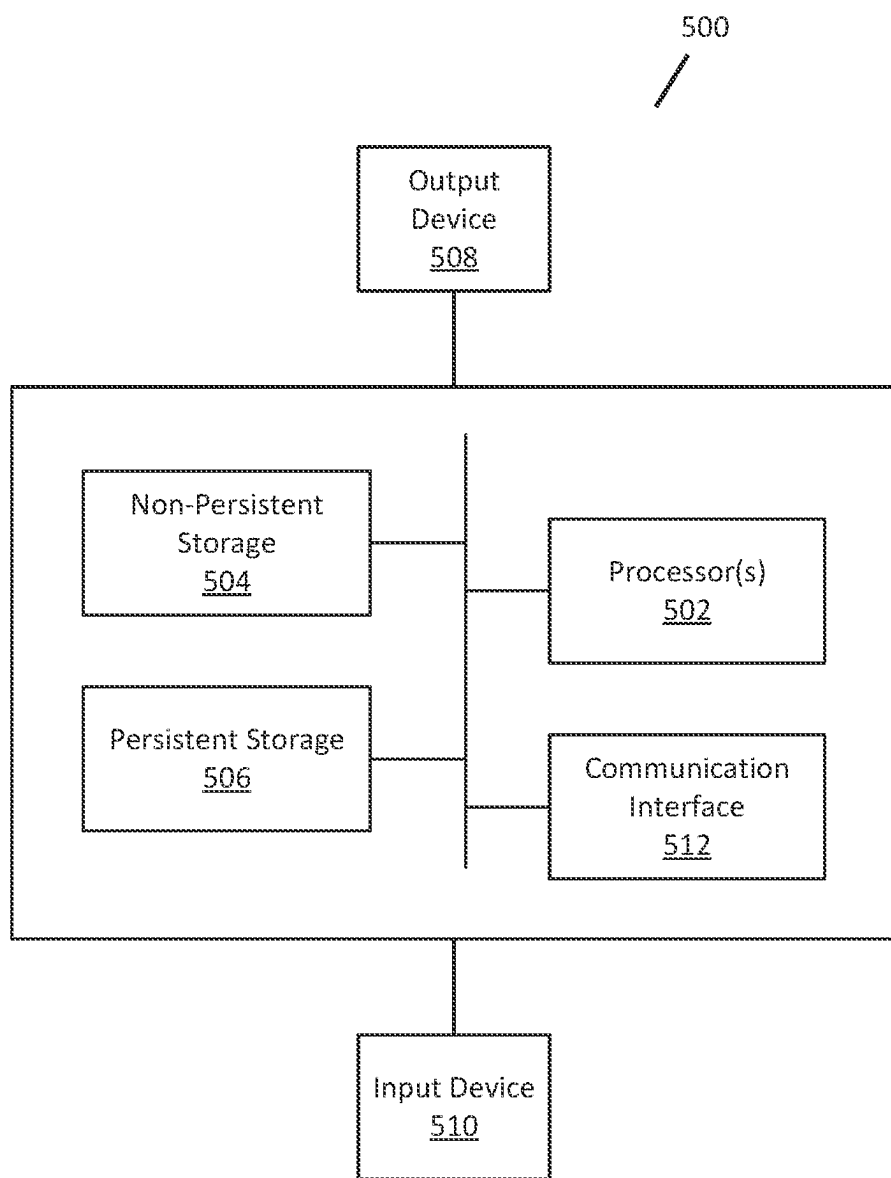 500
Output
Device
508
Non-Persistent
Storage
504
Processor(s)
502
Persistent Storage
506
Communication
Interface
512
Input Device
510